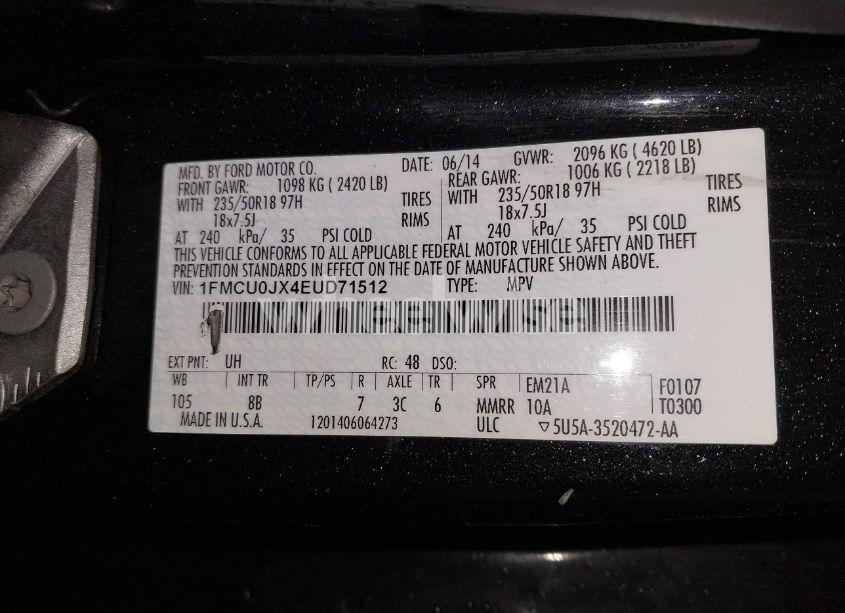 MFD. BY FORD MOTOR CO. DATE: 06/14 GVWR: 2096 KG ( 4620 LB)
FRONT GAWR: 1098 KG ( 2420 LB) REAR GAWR: 1006 KG ( 2218 LB)
WITH 235/50R18 97H TIRES WITH 235/50R18 97H TIRES
18x7.5J RIMS 18x7.5J RIMS
AT 240 kPa/ 35 PSI COLD AT 240 kPa/ 35 PSI COLD
THIS VEHICLE CONFORMS TO ALL APPLICABLE FEDERAL MOTOR VEHICLE SAFETY AND THEFT
PREVENTION STANDARDS IN EFFECT ON THE DATE OF MANUFACTURE SHOWN ABOVE.
VIN: 1FMCU0JX4EUD71512 TYPE: MPV
EXT PNT: UH RC: 48 DSO:
WB INT TR TP/PS R AXLE TR SPR EM21A F0107
105 8B 7 3C 6 MMRR 10A T0300
MADE IN U.S.A. 1201406064273 ULC ▽5U5A-3520472-AA